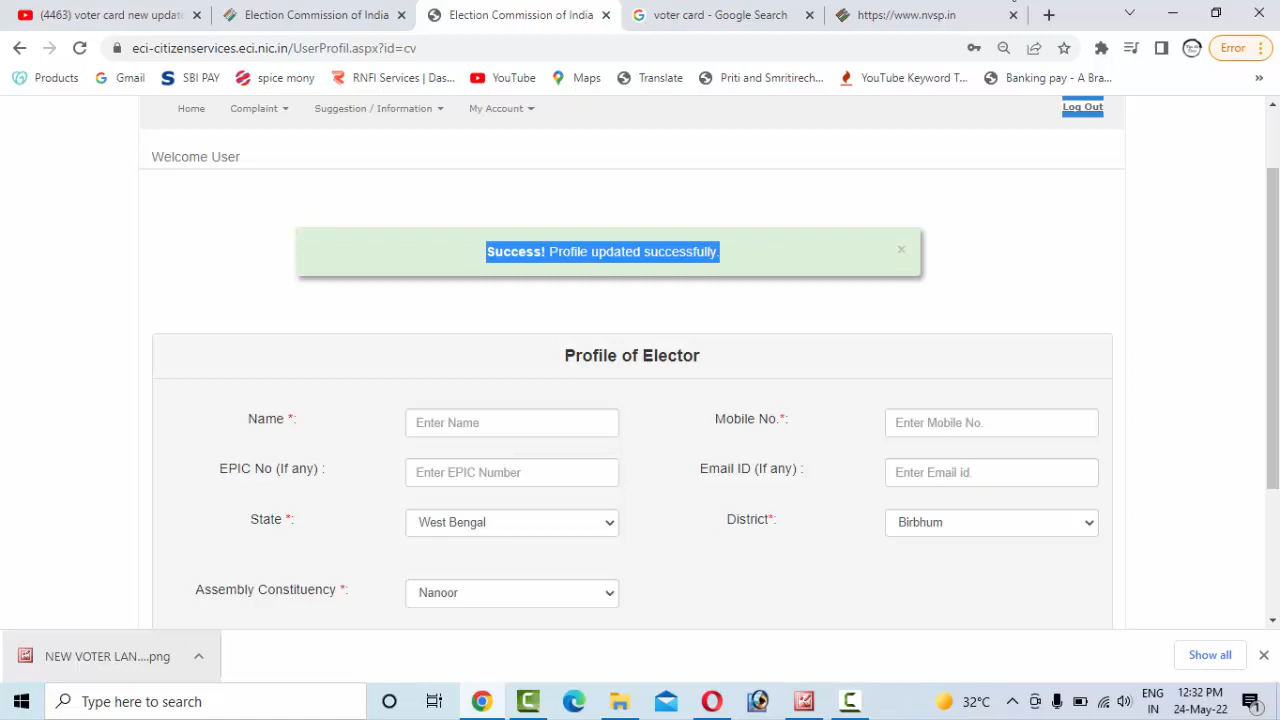 (4463) voter card new updat
Election Commission of India
Election Commission of India
voter card - Google Search
https://www.nvsp.in
eci-citizenservices.eci.nic.in/UserProfil.aspx?id=cv
Error
Products
Gmail
SBI PAY
spice mony
RNFI Services | Das...
YouTube
Maps
Translate
Priti and Smritirech...
YouTube Keyword T...
Banking pay - A Bra...
»
Home
Complaint
Suggestion / Information
My Account
Log Out
Welcome User
Success! Profile updated successfully.
×
Profile of Elector
Name *:
Enter Name
Mobile No.*:
Enter Mobile No.
EPIC No (If any) :
Enter EPIC Number
Email ID (If any) :
Enter Email id.
State *:
West Bengal
District*:
Birbhum
Assembly Constituency *:
Nanoor
NEW VOTER LAN....png
Show all
Type here to search
32°C
ENG
IN
12:32 PM
24-May-22
1